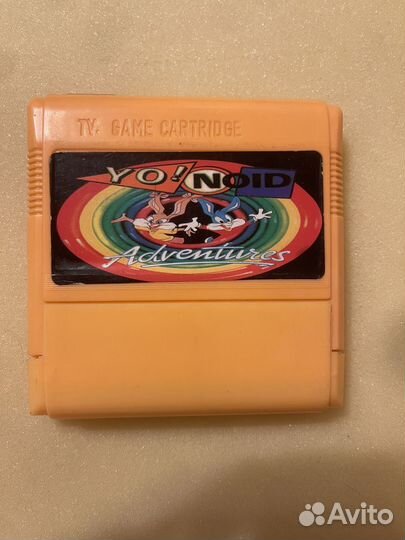 TV. GAME CARTRIDGE
YO! NOID
Adventures
Avito